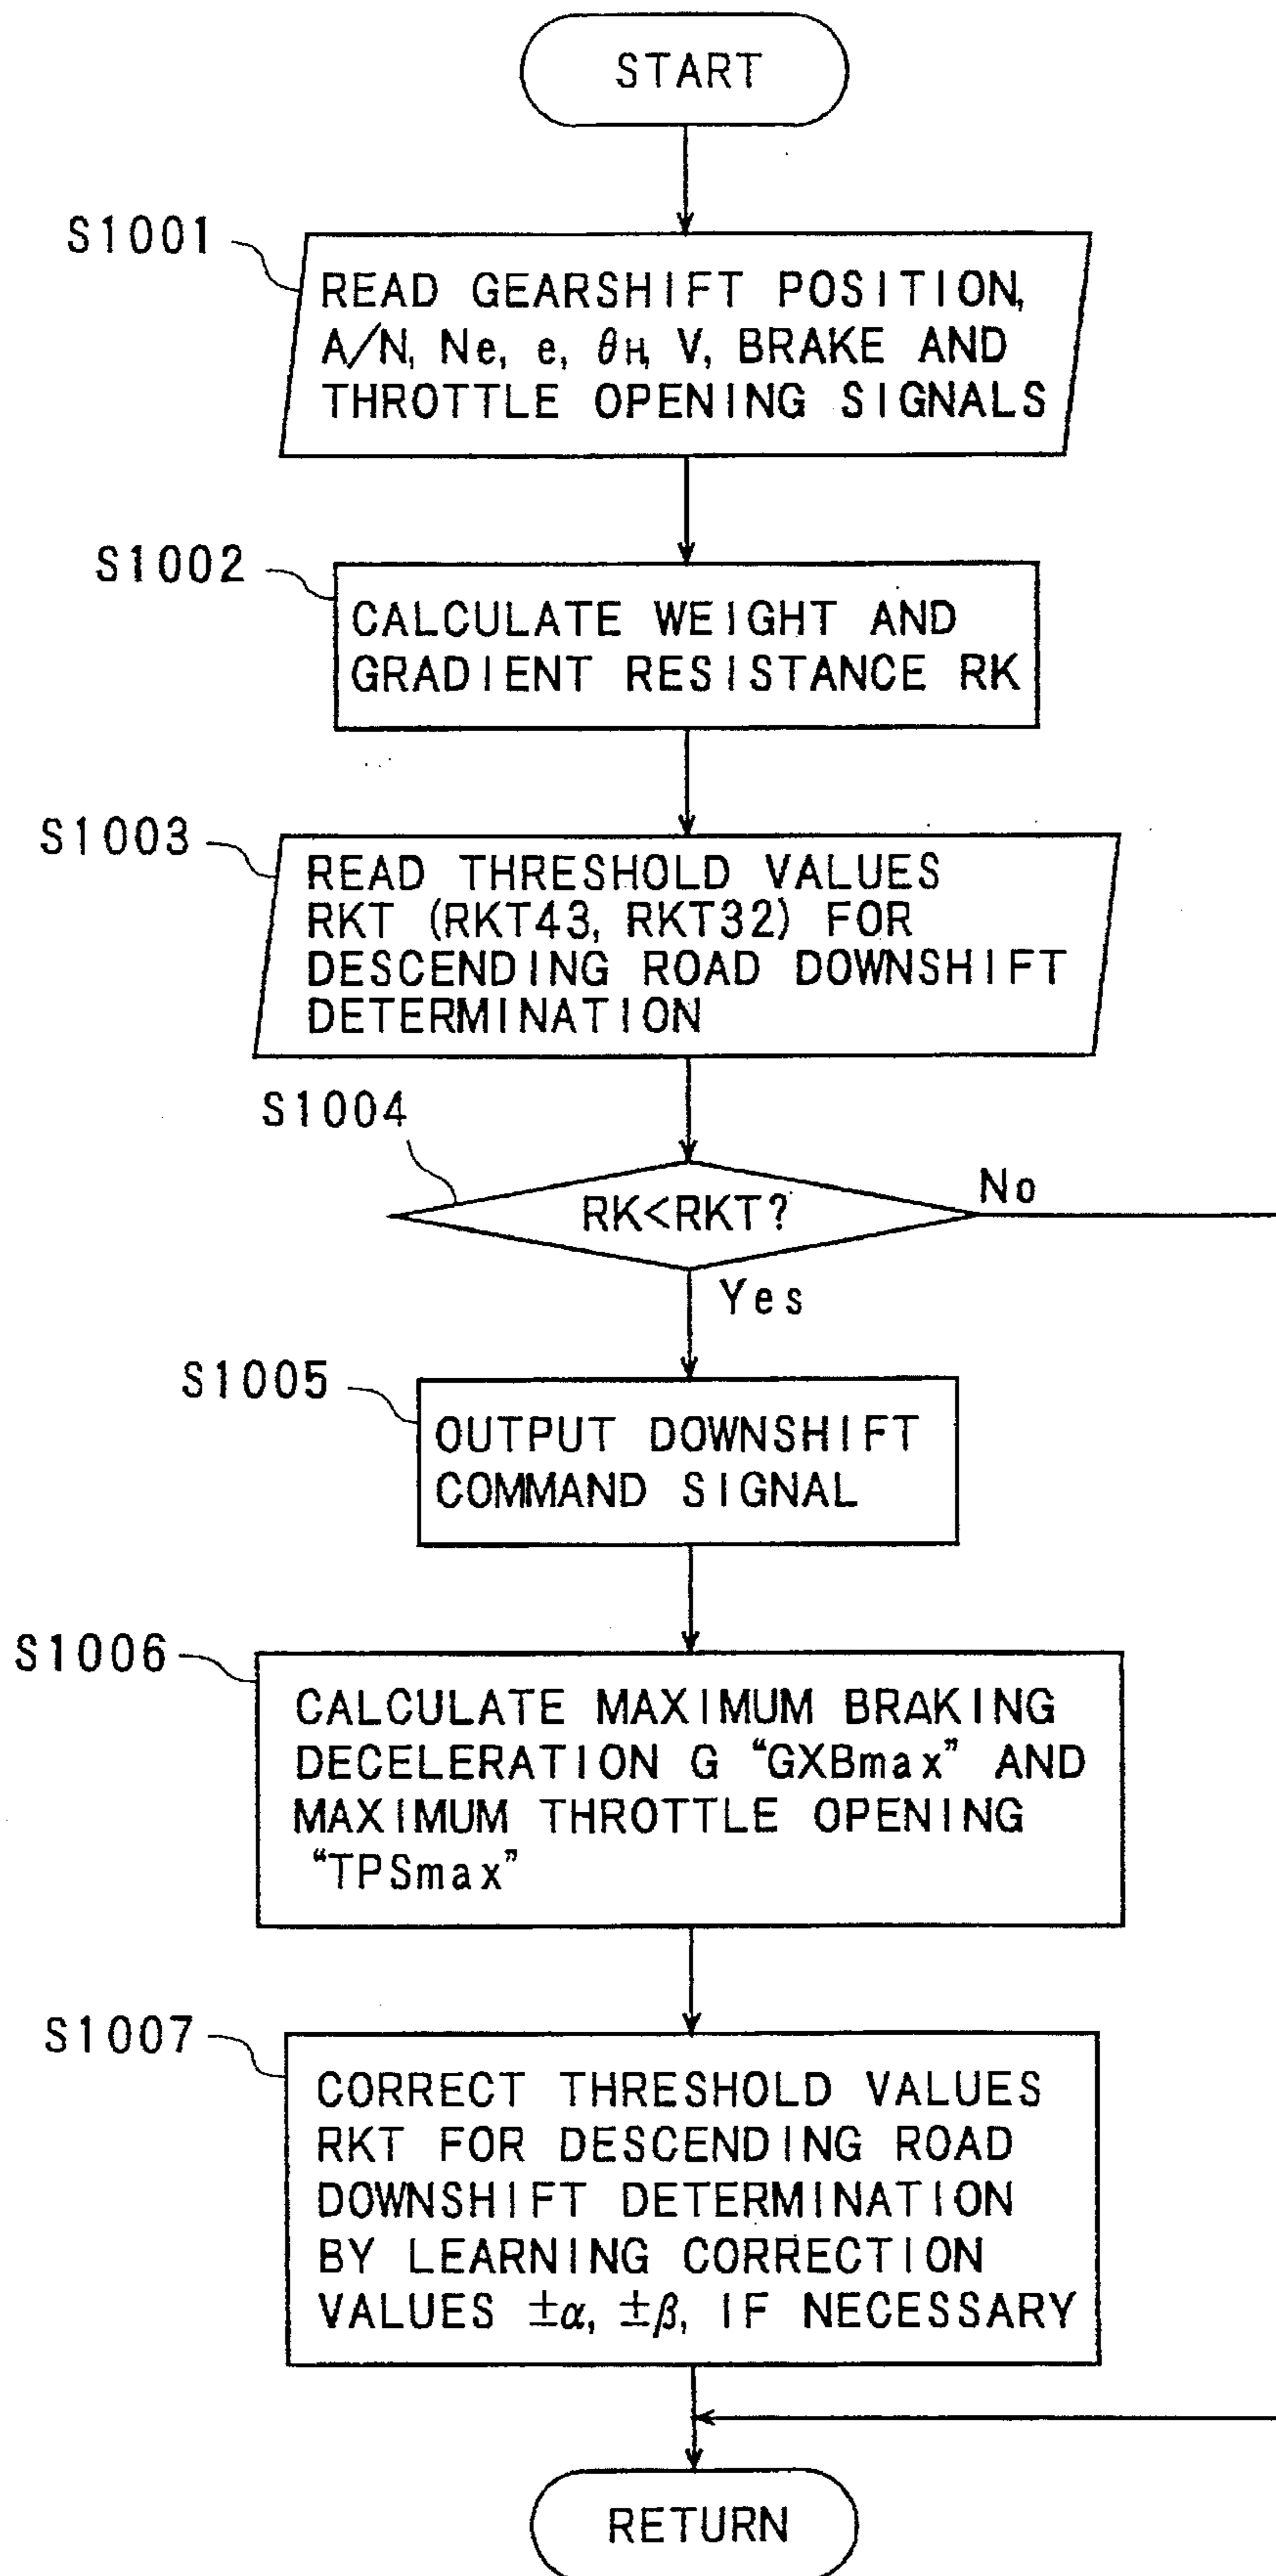 START
S1001
READ GEARSHIFT POSITION,
A/N, Ne, e, θH, V, BRAKE AND
THROTTLE OPENING SIGNALS
S1002
CALCULATE WEIGHT AND
GRADIENT RESISTANCE RK
S1003
READ THRESHOLD VALUES
RKT (RKT43, RKT32) FOR
DESCENDING ROAD DOWNSHIFT
DETERMINATION
S1004
RK<RKT?
No
Yes
S1005
OUTPUT DOWNSHIFT
COMMAND SIGNAL
S1006
CALCULATE MAXIMUM BRAKING
DECELERATION G “GXBmax” AND
MAXIMUM THROTTLE OPENING
“TPSmax”
S1007
CORRECT THRESHOLD VALUES
RKT FOR DESCENDING ROAD
DOWNSHIFT DETERMINATION
BY LEARNING CORRECTION
VALUES ±α, ±β, IF NECESSARY
RETURN